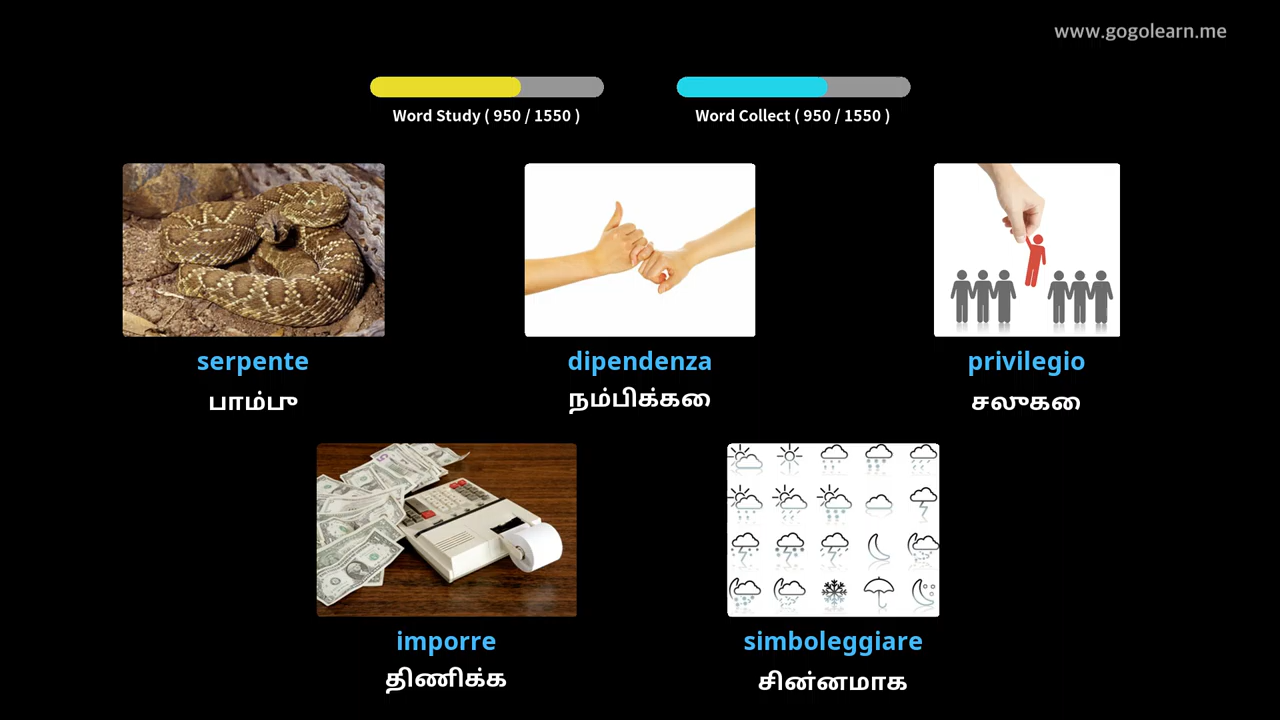 www.gogolearn.me
Word Study ( 950 / 1550 )
Word Collect ( 950 / 1550 )
serpente
பாம்பு
dipendenza
நம்பிக்கை
privilegio
சலுகை
imporre
திணிக்க
simboleggiare
சின்னமாக